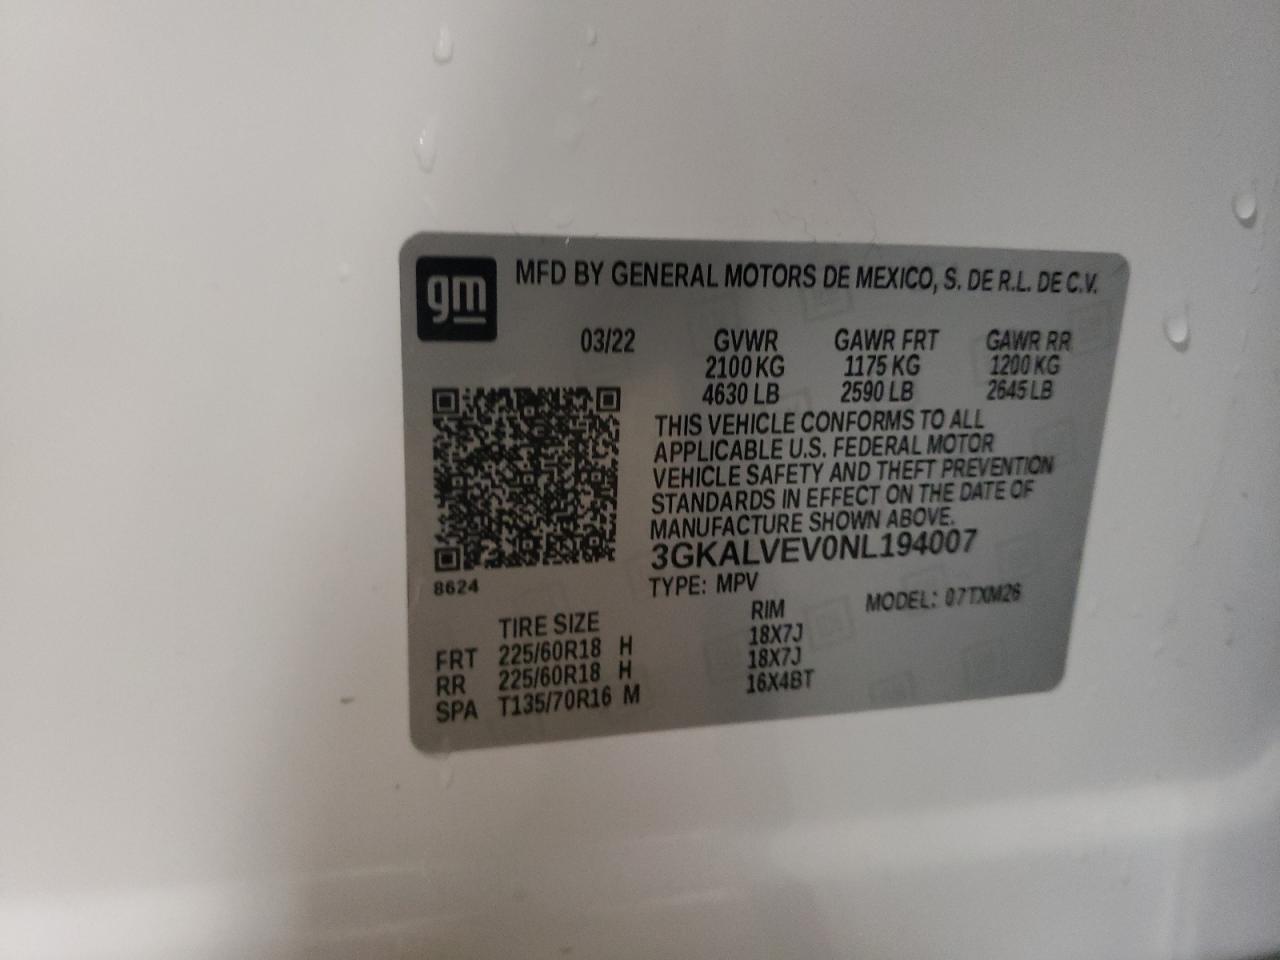 gm MFD BY GENERAL MOTORS DE MEXICO, S. DE R.L. DE C.V.
03/22 GVWR GAWR FRT GAWR RR
2100 KG 1175 KG 1200 KG
4630 LB 2590 LB 2645 LB
THIS VEHICLE CONFORMS TO ALL
APPLICABLE U.S. FEDERAL MOTOR
VEHICLE SAFETY AND THEFT PREVENTION
STANDARDS IN EFFECT ON THE DATE OF
MANUFACTURE SHOWN ABOVE.
3GKALVEV0NL194007
8624 TYPE: MPV MODEL: 07TXM26
TIRE SIZE RIM
FRT 225/60R18 H 18X7J
RR 225/60R18 H 18X7J
SPA T135/70R16 M 16X4BT